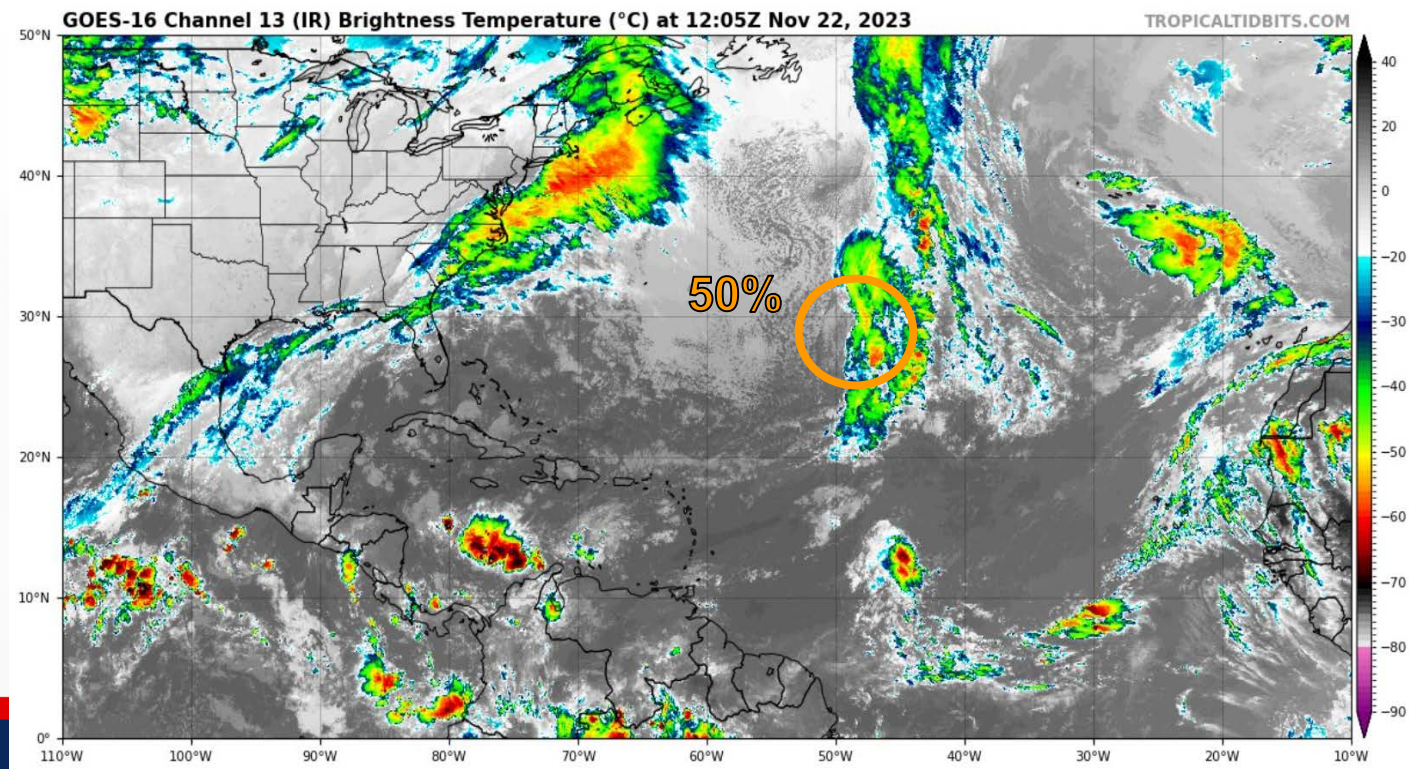 GOES-16 Channel 13 (IR) Brightness Temperature (°C) at 12:05Z Nov 22, 2023
TROPICALTIDBITS.COM
50°N
40°N
30°N
20°N
10°N
0°
50%
40
20
0
−20
−30
−40
−50
−60
−70
−80
−90
110°W
100°W
90°W
80°W
70°W
60°W
50°W
40°W
30°W
20°W
10°W